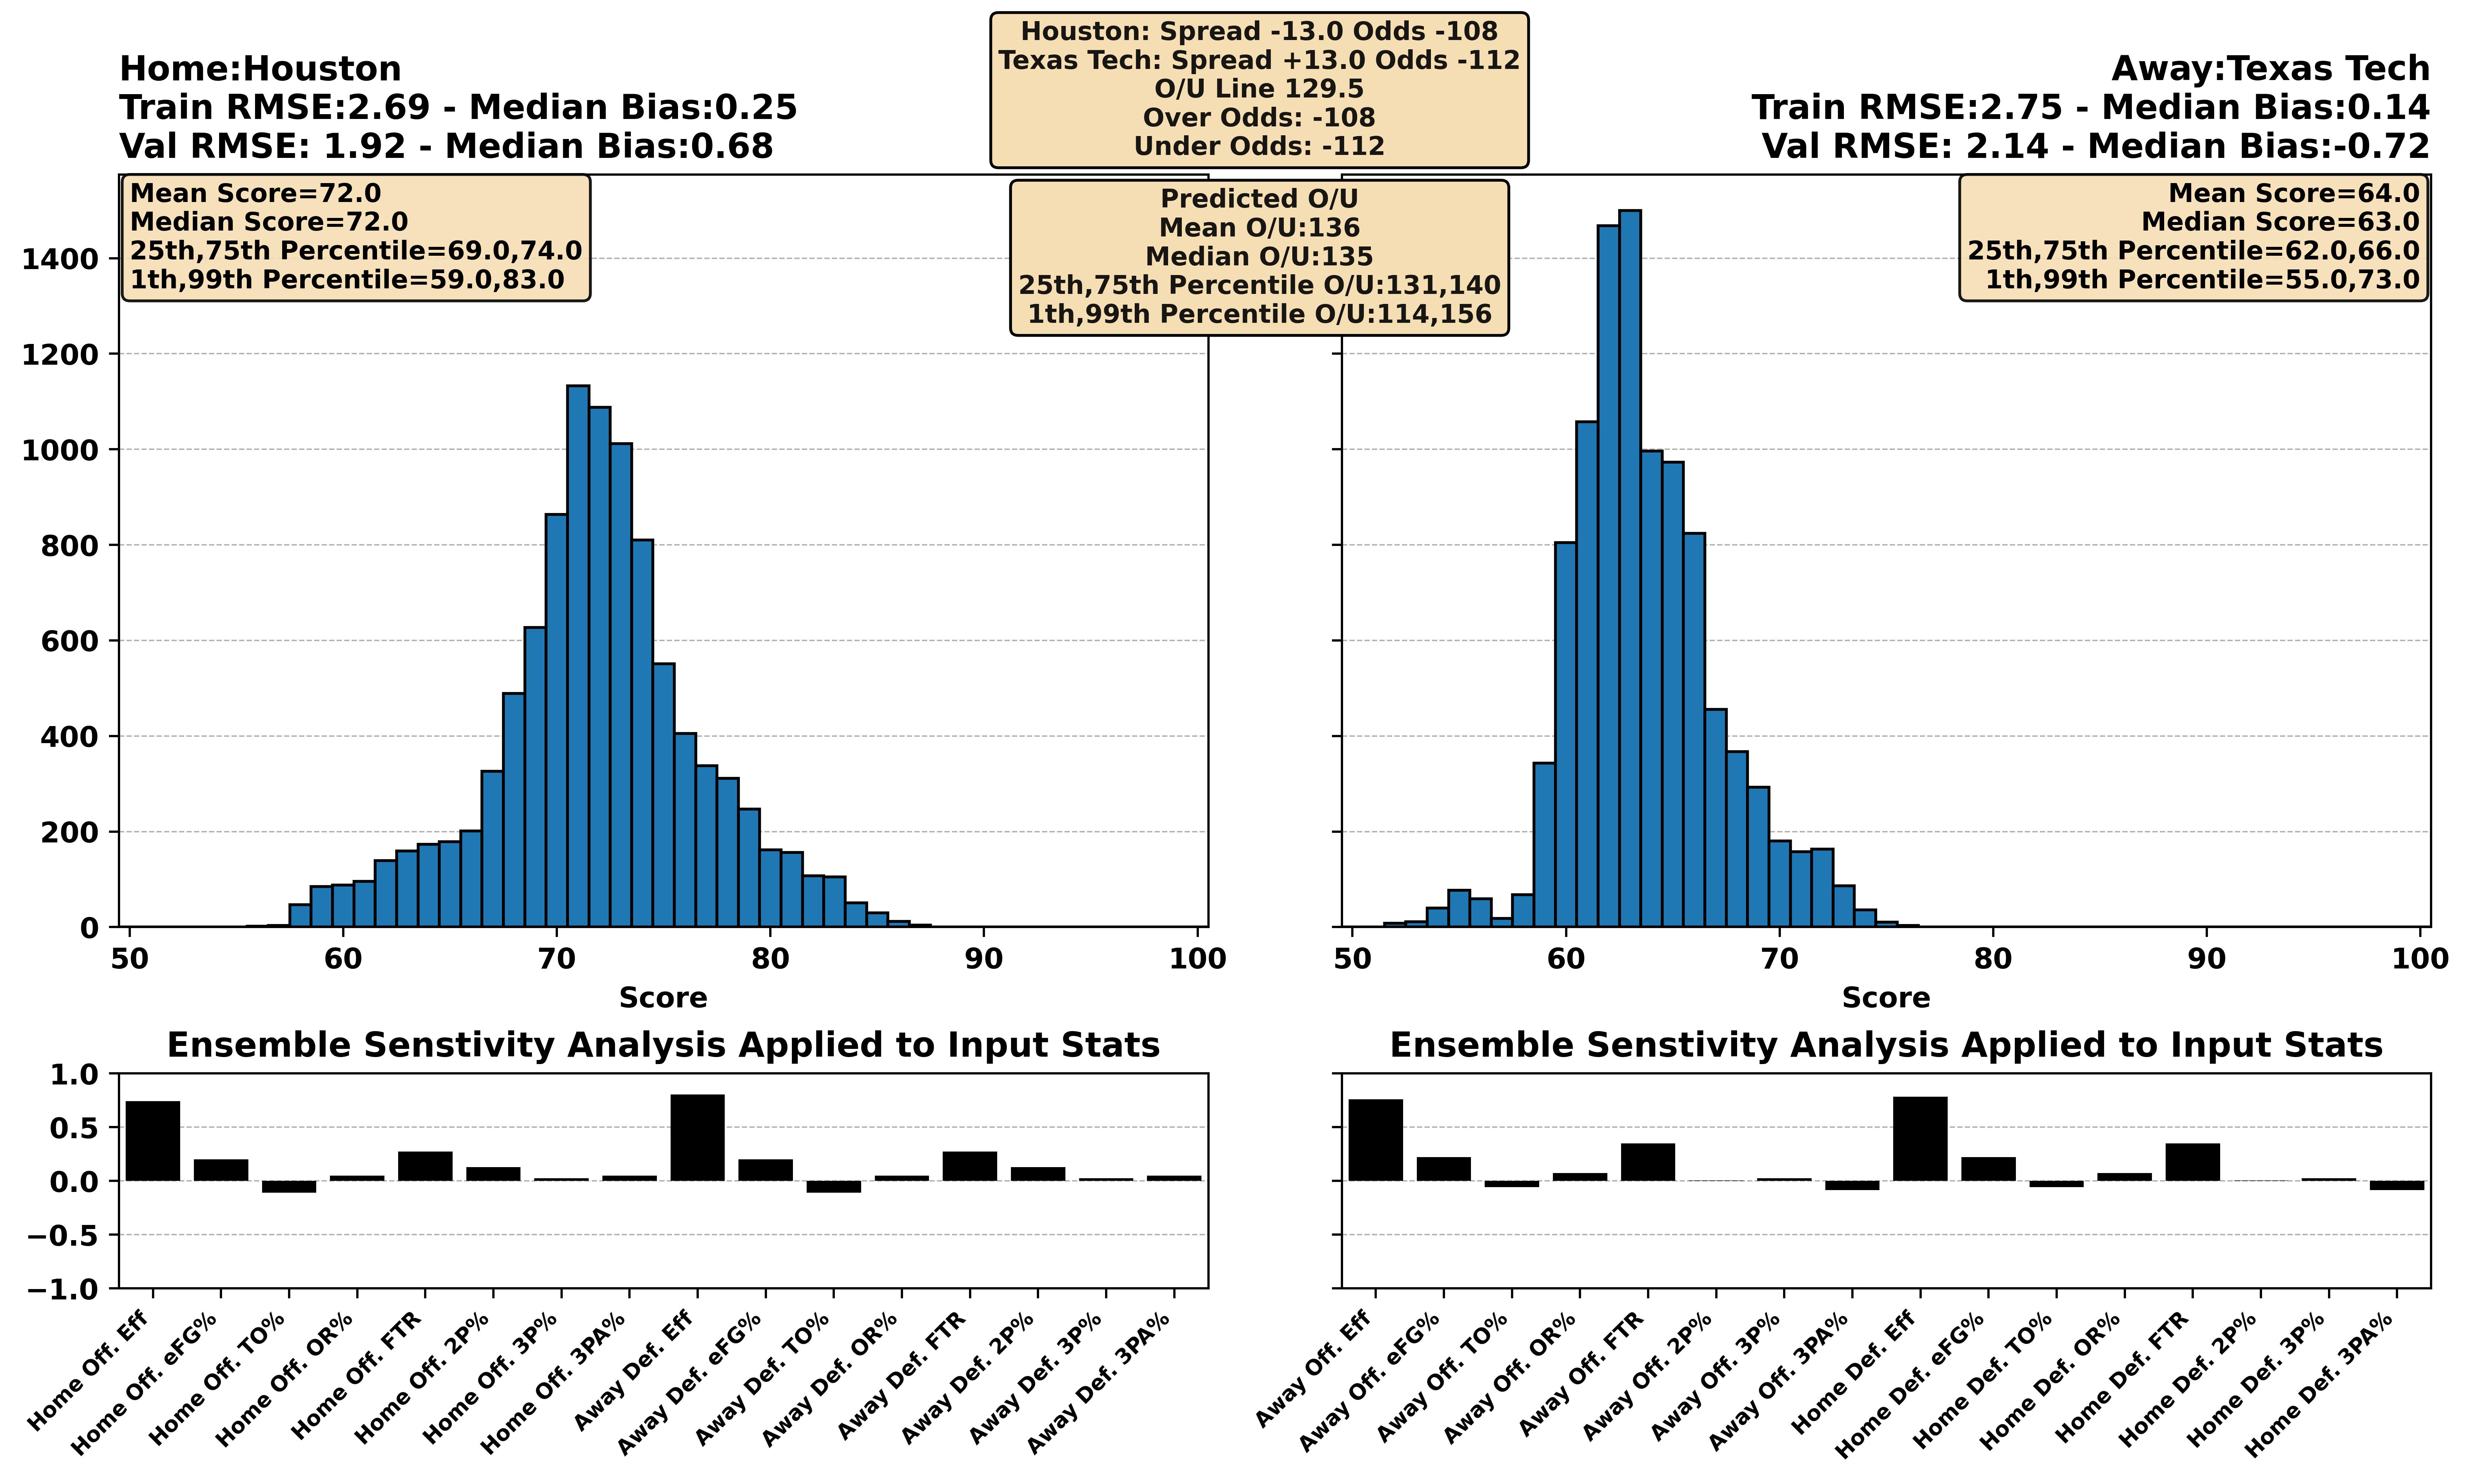 Houston: Spread -13.0 Odds -108
Texas Tech: Spread +13.0 Odds -112
O/U Line 129.5
Over Odds: -108
Under Odds: -112
Home:Houston
Train RMSE:2.69 - Median Bias:0.25
Val RMSE: 1.92 - Median Bias:0.68
Away:Texas Tech
Train RMSE:2.75 - Median Bias:0.14
Val RMSE: 2.14 - Median Bias:-0.72
Mean Score=72.0
Median Score=72.0
25th,75th Percentile=69.0,74.0
1th,99th Percentile=59.0,83.0
Predicted O/U
Mean O/U:136
Median O/U:135
25th,75th Percentile O/U:131,140
1th,99th Percentile O/U:114,156
Mean Score=64.0
Median Score=63.0
25th,75th Percentile=62.0,66.0
1th,99th Percentile=55.0,73.0
1400
1200
1000
800
600
400
200
0
50 60 70 80 90 100
Score
50 60 70 80 90 100
Score
Ensemble Senstivity Analysis Applied to Input Stats
Ensemble Senstivity Analysis Applied to Input Stats
1.0
0.5
0.0
−0.5
−1.0
Home Off. Eff
Home Off. eFG%
Home Off. TO%
Home Off. OR%
Home Off. FTR
Home Off. 2P%
Home Off. 3P%
Home Off. 3PA%
Away Def. Eff
Away Def. eFG%
Away Def. TO%
Away Def. OR%
Away Def. FTR
Away Def. 2P%
Away Def. 3P%
Away Def. 3PA%
Away Off. Eff
Away Off. eFG%
Away Off. TO%
Away Off. OR%
Away Off. FTR
Away Off. 2P%
Away Off. 3P%
Away Off. 3PA%
Home Def. Eff
Home Def. eFG%
Home Def. TO%
Home Def. OR%
Home Def. FTR
Home Def. 2P%
Home Def. 3P%
Home Def. 3PA%